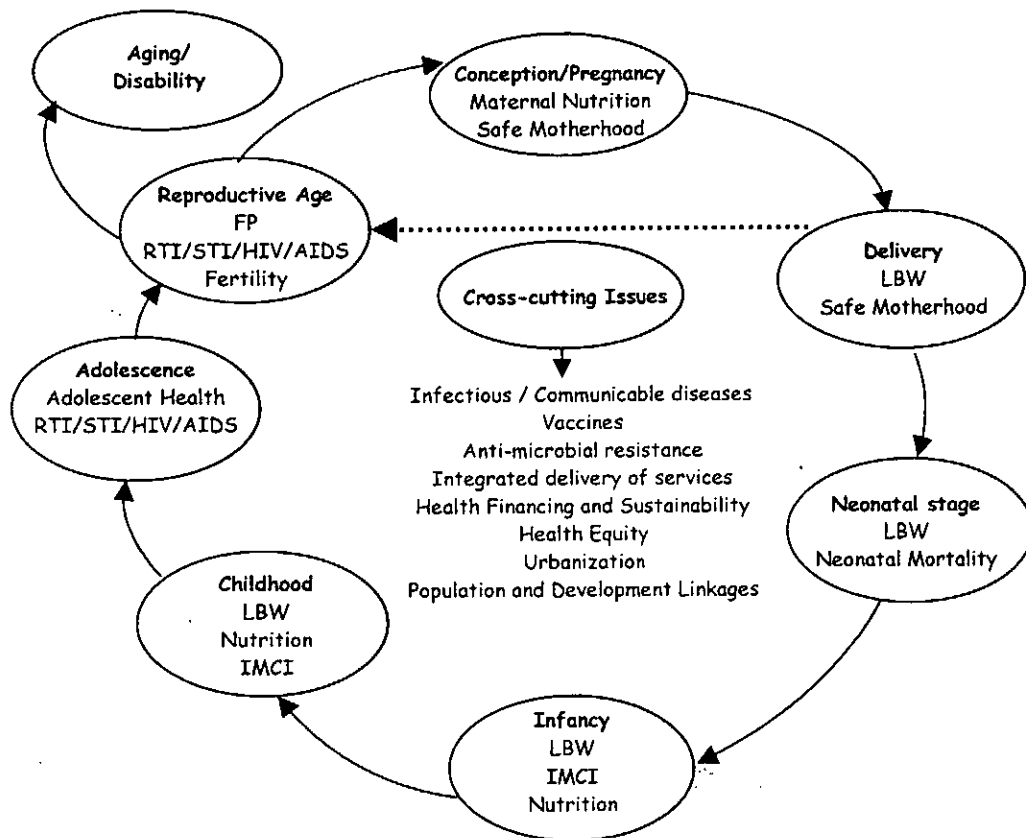 Aging/
Disability
Conception/Pregnancy
Maternal Nutrition
Safe Motherhood
Reproductive Age
FP
RTI/STI/HIV/AIDS
Fertility
Delivery
LBW
Safe Motherhood
Cross-cutting Issues
Adolescence
Adolescent Health
RTI/STI/HIV/AIDS
Infectious / Communicable diseases
Vaccines
Anti-microbial resistance
Integrated delivery of services
Health Financing and Sustainability
Health Equity
Urbanization
Population and Development Linkages
Neonatal stage
LBW
Neonatal Mortality
Childhood
LBW
Nutrition
IMCI
Infancy
LBW
IMCI
Nutrition